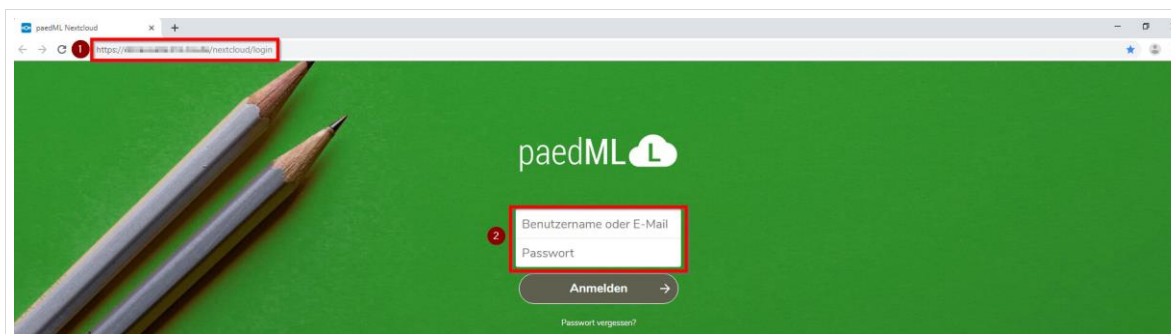 paedML Nextcloud
1 https:// /nextcloud/login
paedML L
2
Benutzername oder E-Mail
Passwort
Anmelden
Passwort vergessen?